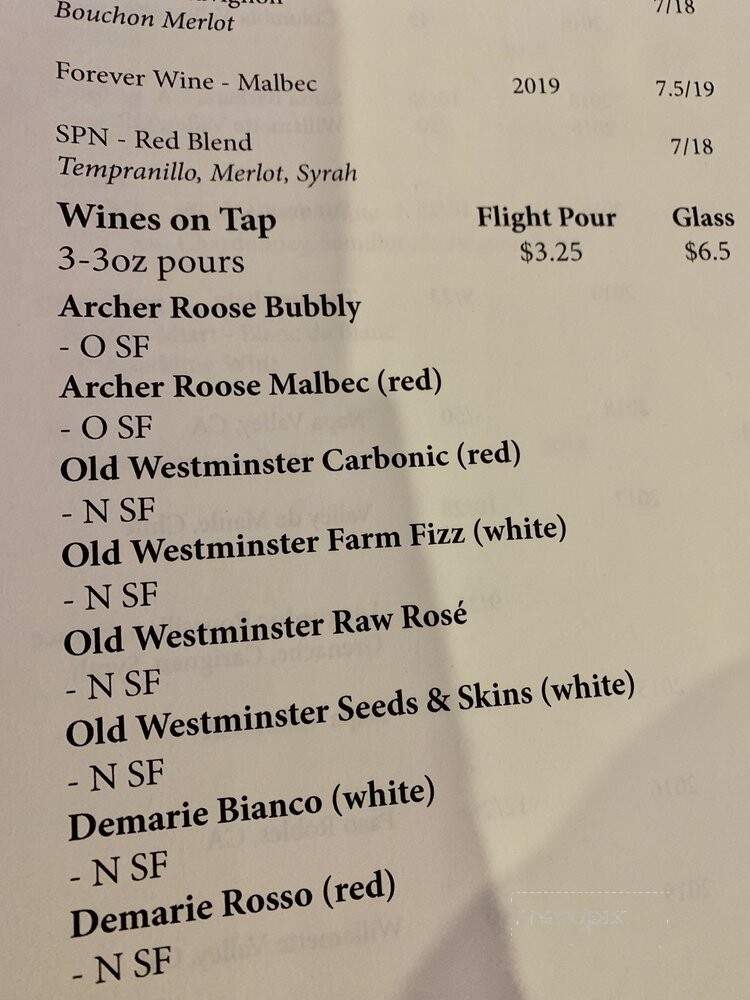 Bouchon Merlot
7/18
Forever Wine - Malbec 2019 7.5/19
SPN - Red Blend 7/18
Tempranillo, Merlot, Syrah
Wines on Tap Flight Pour Glass
3-3oz pours $3.25 $6.5
Archer Roose Bubbly
- O SF
Archer Roose Malbec (red)
- O SF
Old Westminster Carbonic (red)
- N SF
Old Westminster Farm Fizz (white)
- N SF
Old Westminster Raw Rosé
- N SF
Old Westminster Seeds & Skins (white)
- N SF
Demarie Bianco (white)
- N SF
Demarie Rosso (red)
- N SF